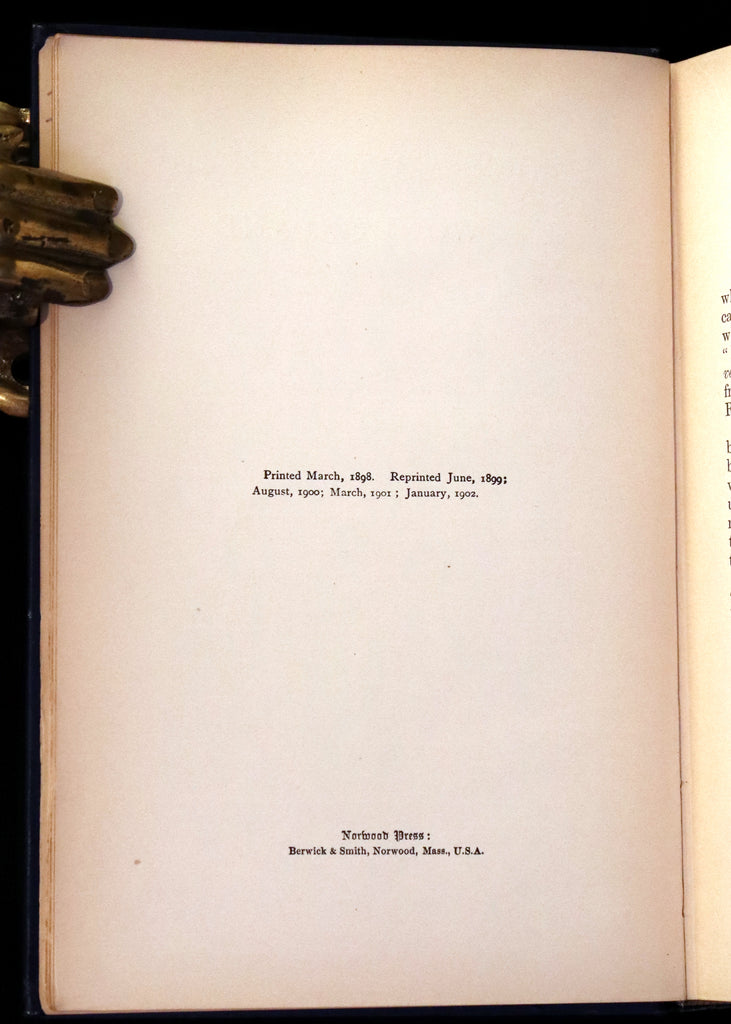 Printed March, 1898. Reprinted June, 1899;
August, 1900; March, 1901; January, 1902.
Norwood Press:
Berwick & Smith, Norwood, Mass., U.S.A.